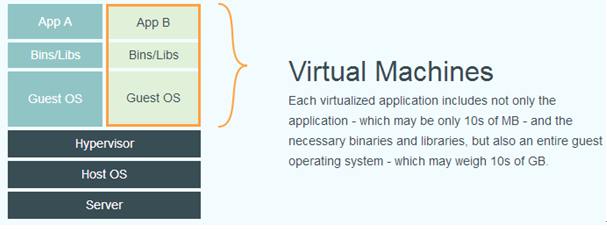 App A
App B
Bins/Libs
Bins/Libs
Guest OS
Guest OS
Hypervisor
Host OS
Server
Virtual Machines
Each virtualized application includes not only the
application - which may be only 10s of MB - and the
necessary binaries and libraries, but also an entire guest
operating system - which may weigh 10s of GB.